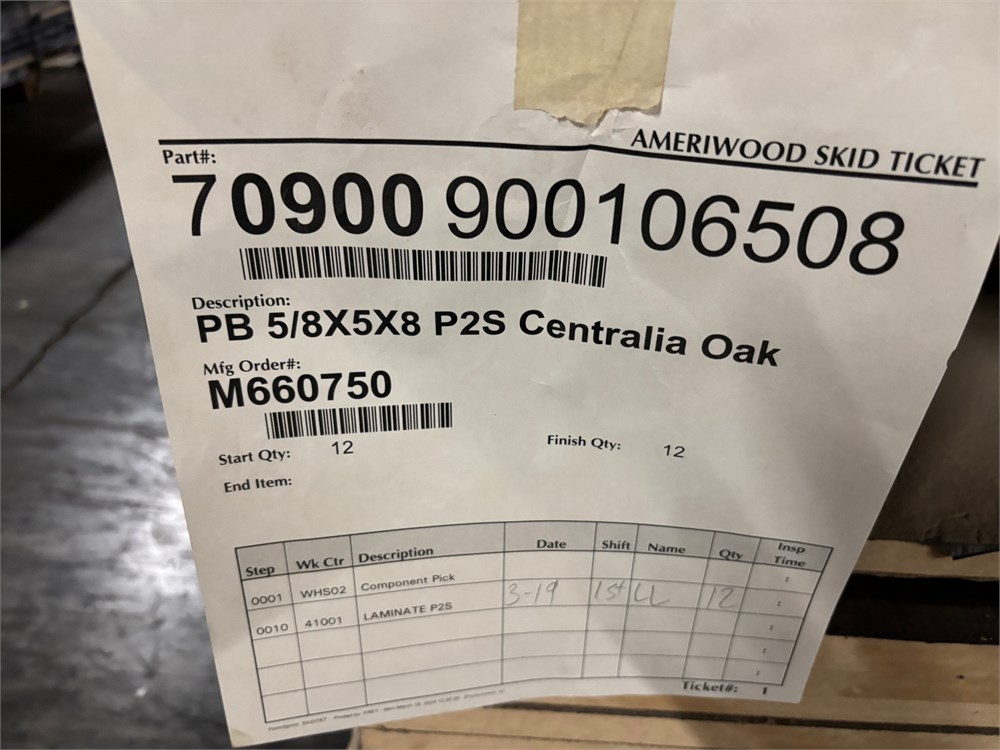 AMERIWOOD SKID TICKET
Part#:
70900900106508
Description:
PB 5/8X5X8 P2S Centralia Oak
Mfg Order#:
M660750
Start Qty: 12 Finish Qty: 12
End Item:
Step Wk Ctr Description Date Shift Name Qty Insp Time
0001 WHS02 Component Pick :
0010 41001 LAMINATE P2S 3-19 1st LL 12 :
:
:
:
Ticket#: 1